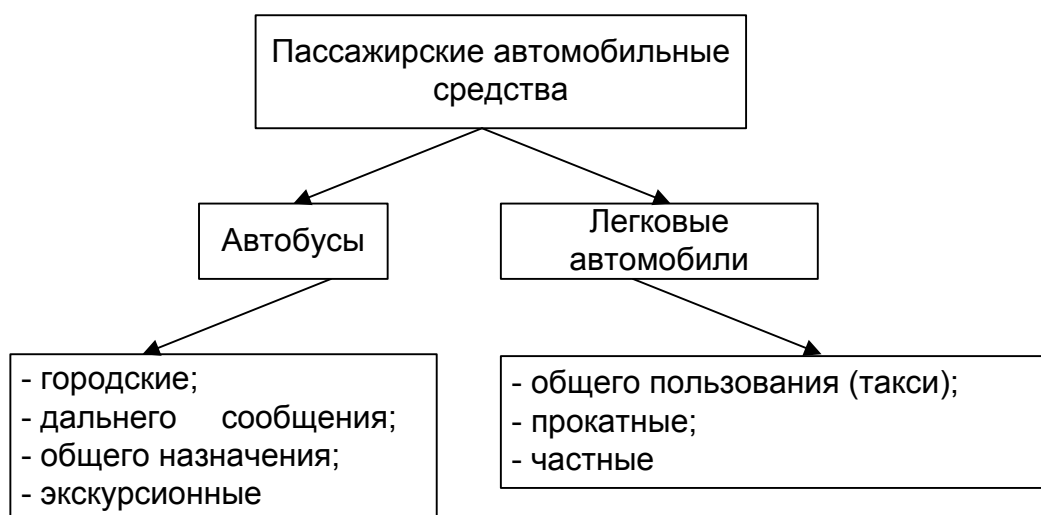 Пассажирские автомобильные
средства
Автобусы
Легковые
автомобили
- городские;
- дальнего сообщения;
- общего назначения;
- экскурсионные
- общего пользования (такси);
- прокатные;
- частные